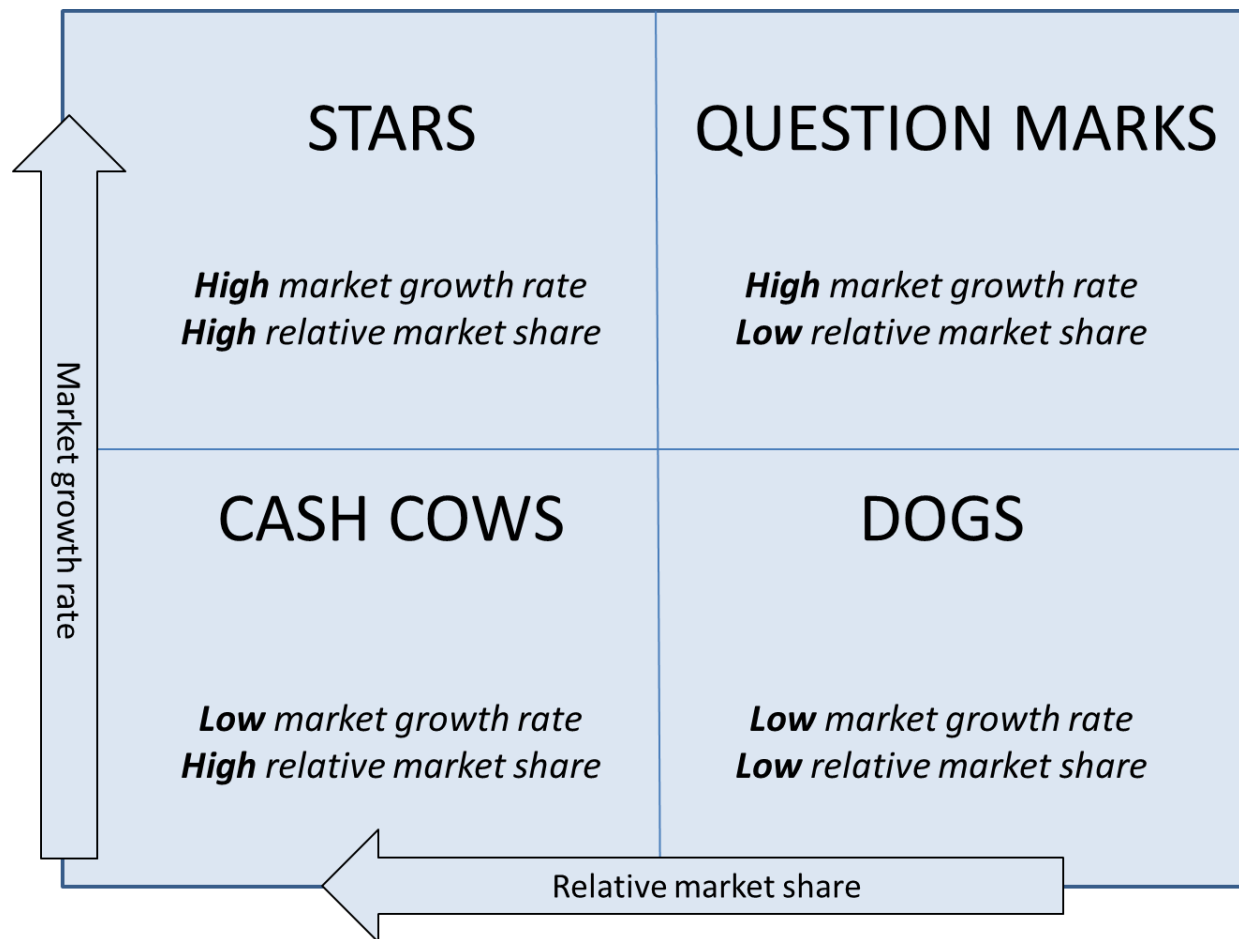 STARS
QUESTION MARKS
High market growth rate
High relative market share
High market growth rate
Low relative market share
Market growth rate
CASH COWS
DOGS
Low market growth rate
High relative market share
Low market growth rate
Low relative market share
Relative market share